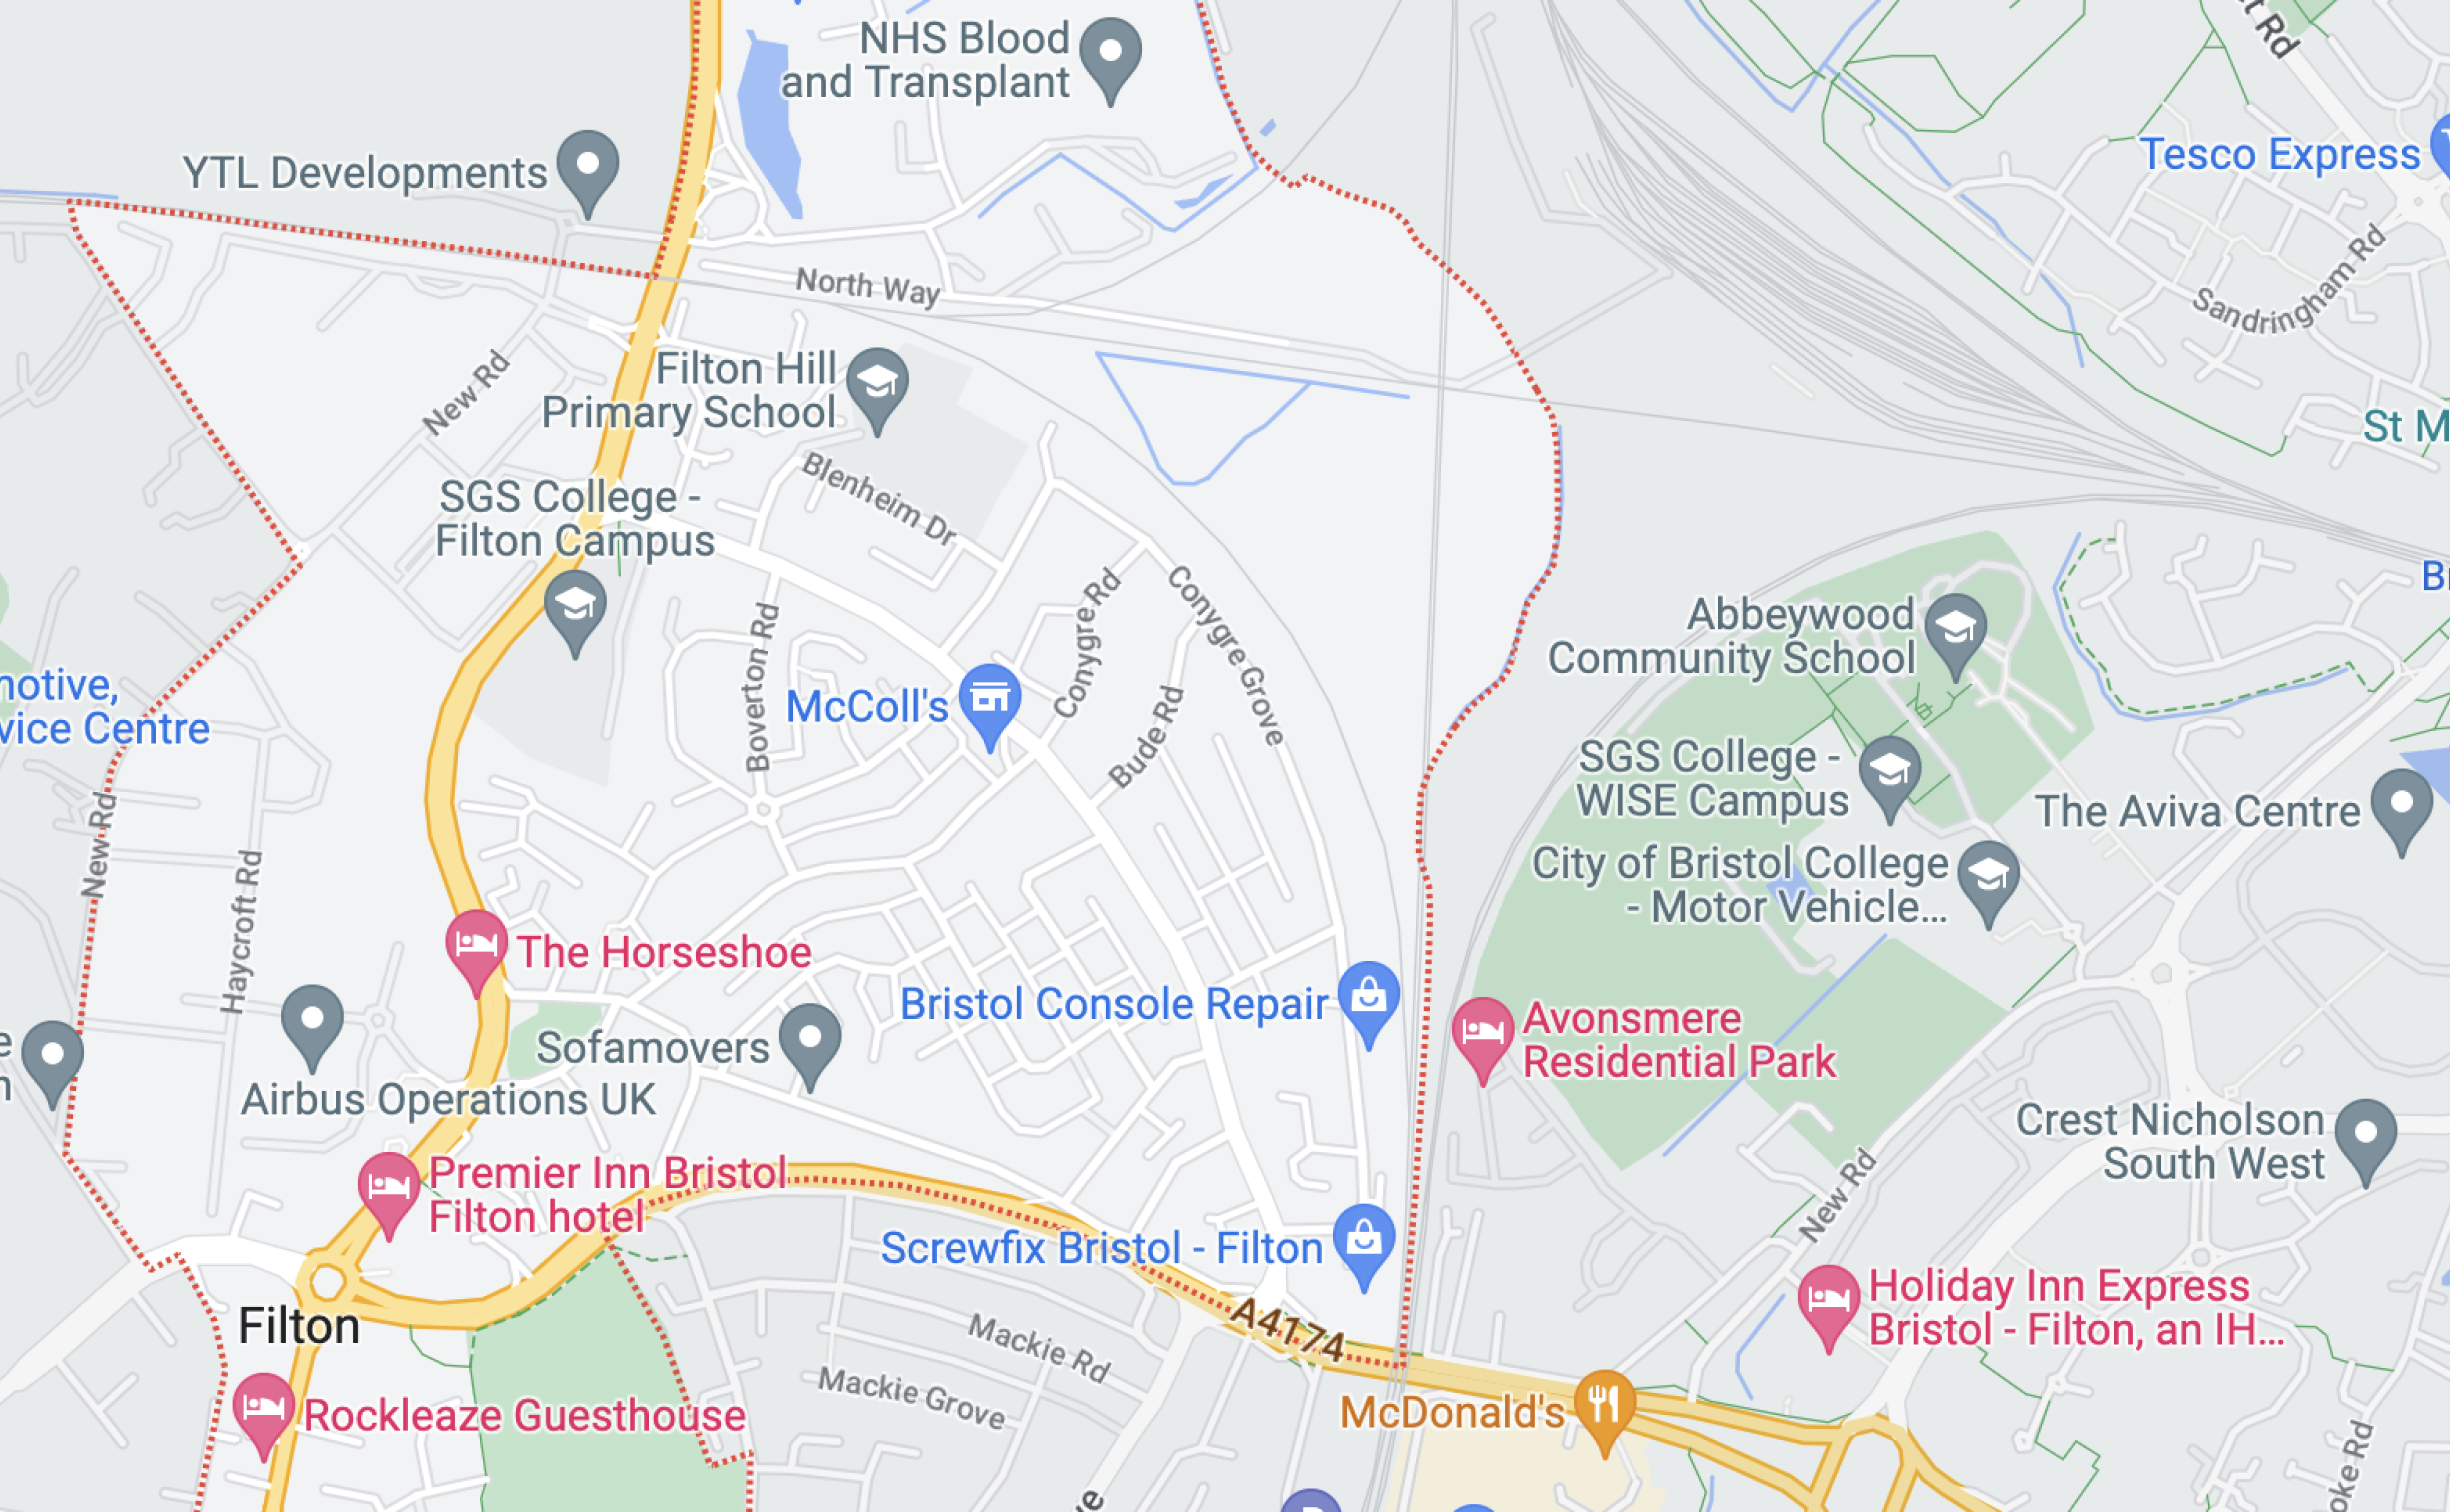 st Rd
NHS Blood
and Transplant
YTL Developments
Tesco Express
North Way
Sandringham Rd
New Rd
Filton Hill
Primary School
St M
Blenheim Dr
SGS College -
Filton Campus
Conygre Rd
Conygre Grove
Abbeywood
Community School
Boverton Rd
McColl's
Bude Rd
notive,
vice Centre
SGS College -
WISE Campus
New Rd
The Aviva Centre
City of Bristol College
- Motor Vehicle...
Haycroft Rd
The Horseshoe
Bristol Console Repair
Avonsmere
Residential Park
Sofamovers
Airbus Operations UK
Crest Nicholson
South West
Premier Inn Bristol
Filton hotel
New Rd
Screwfix Bristol - Filton
Holiday Inn Express
Bristol - Filton, an IH...
Filton
A4174
Mackie Rd
Mackie Grove
Rockleaze Guesthouse
McDonald's
oke Rd